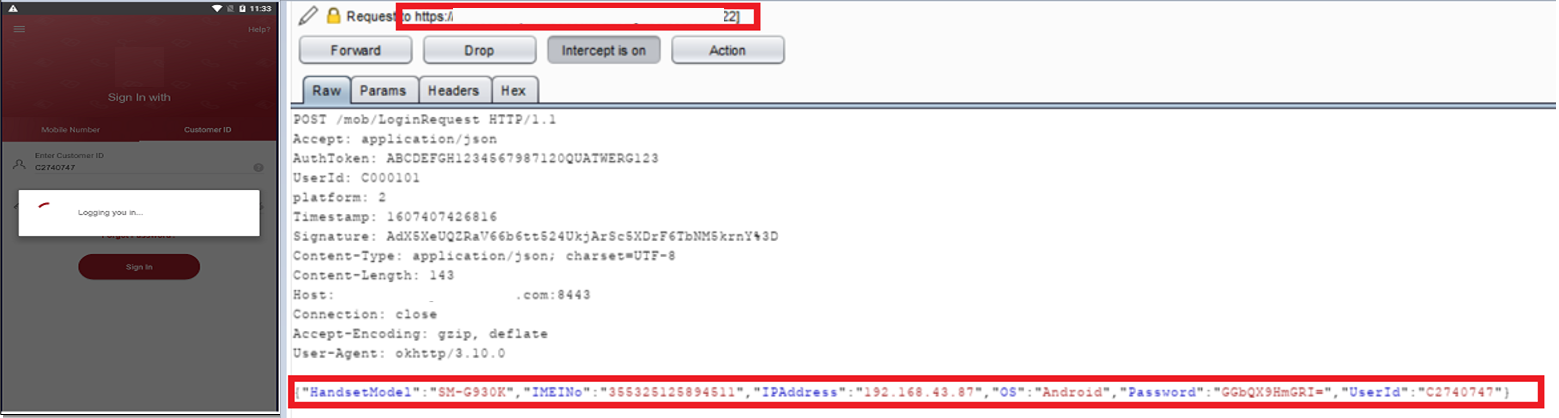 11:33
Help?
Sign In with
Mobile Number Customer ID
Enter Customer ID
C2740747
Logging you in...
Forgot Password?
Sign In
Request to https:/ 22]
Forward Drop Intercept is on Action
Raw Params Headers Hex
POST /mob/LoginRequest HTTP/1.1
Accept: application/json
AuthToken: ABCDEFGH1234567987120QUATWERG123
UserId: C000101
platform: 2
Timestamp: 1607407426816
Signature: AdX5XeUQZRaV66b6tt524UkjArSc5XDrF6TbNM5krnY%3D
Content-Type: application/json; charset=UTF-8
Content-Length: 143
Host: .com:8443
Connection: close
Accept-Encoding: gzip, deflate
User-Agent: okhttp/3.10.0
{"HandsetModel":"SM-G930K","IMEINo":"355325125894511","IPAddress":"192.168.43.87","OS":"Android","Password":"GGbQX9HmGRI=","UserId":"C2740747"}